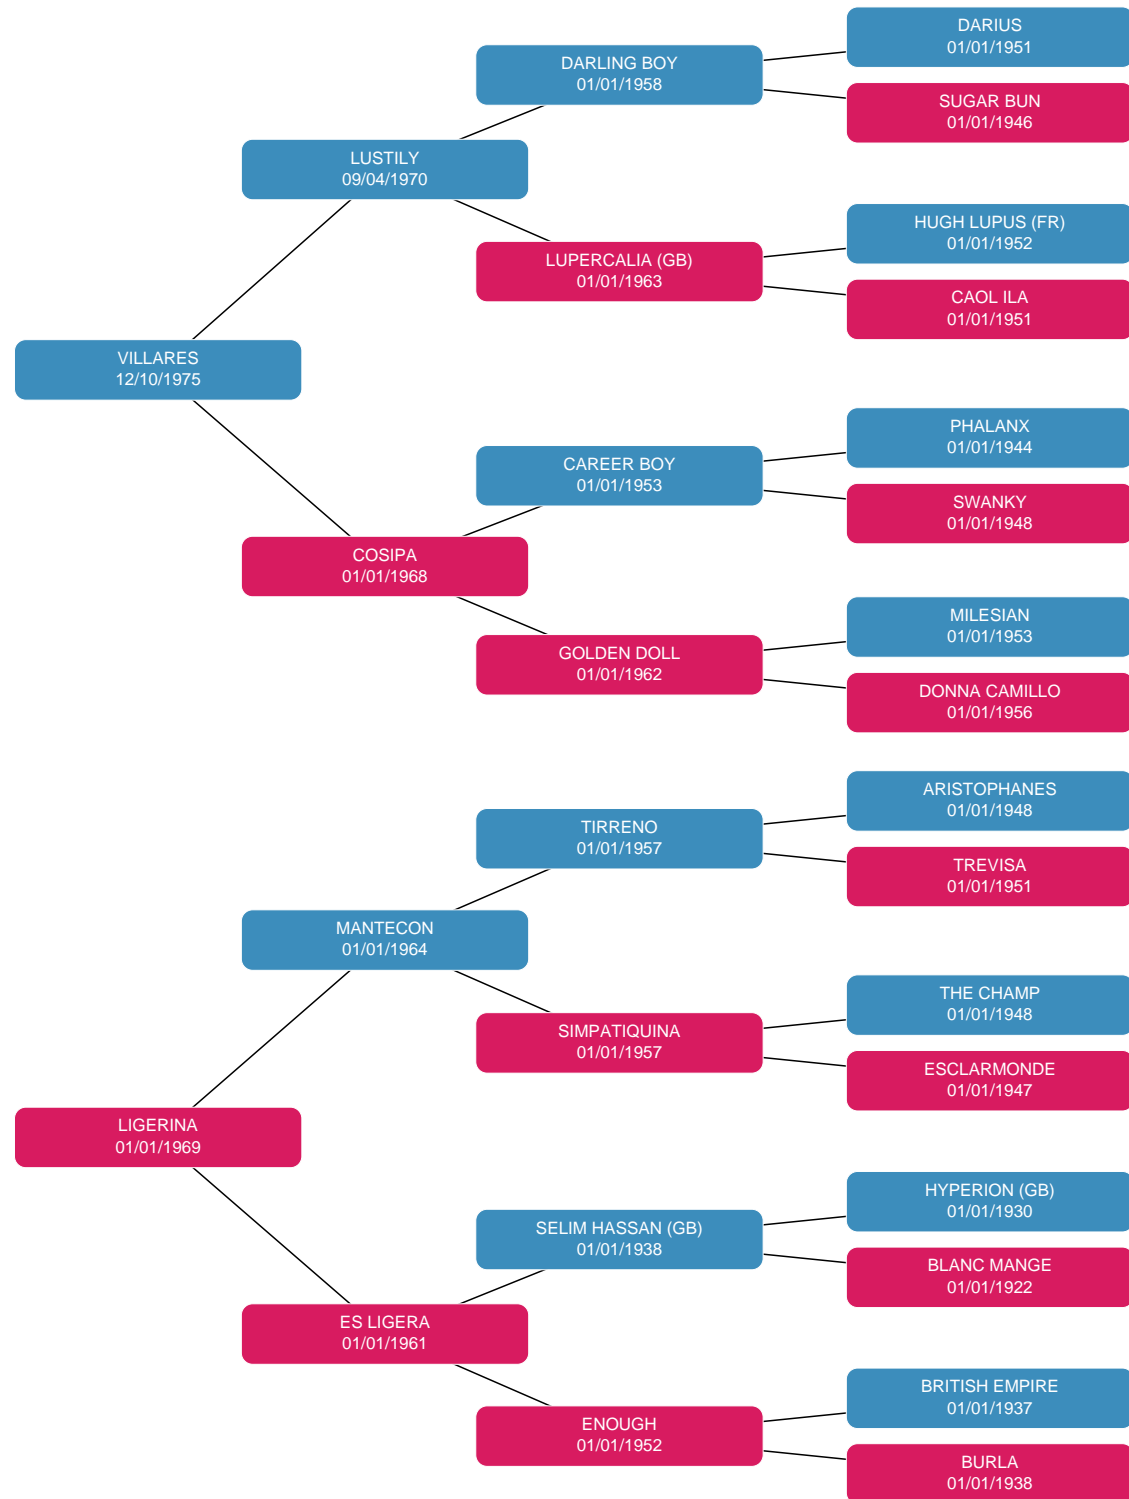 DARIUS
01/01/1951
DARLING BOY
01/01/1958
SUGAR BUN
01/01/1946
LUSTILY
09/04/1970
HUGH LUPUS (FR)
01/01/1952
LUPERCALIA (GB)
01/01/1963
CAOL ILA
01/01/1951
VILLARES
12/10/1975
PHALANX
01/01/1944
CAREER BOY
01/01/1953
SWANKY
01/01/1948
COSIPA
01/01/1968
MILESIAN
01/01/1953
GOLDEN DOLL
01/01/1962
DONNA CAMILLO
01/01/1956
ARISTOPHANES
01/01/1948
TIRRENO
01/01/1957
TREVISA
01/01/1951
MANTECON
01/01/1964
THE CHAMP
01/01/1948
SIMPATIQUINA
01/01/1957
ESCLARMONDE
01/01/1947
LIGERINA
01/01/1969
HYPERION (GB)
01/01/1930
SELIM HASSAN (GB)
01/01/1938
BLANC MANGE
01/01/1922
ES LIGERA
01/01/1961
BRITISH EMPIRE
01/01/1937
ENOUGH
01/01/1952
BURLA
01/01/1938